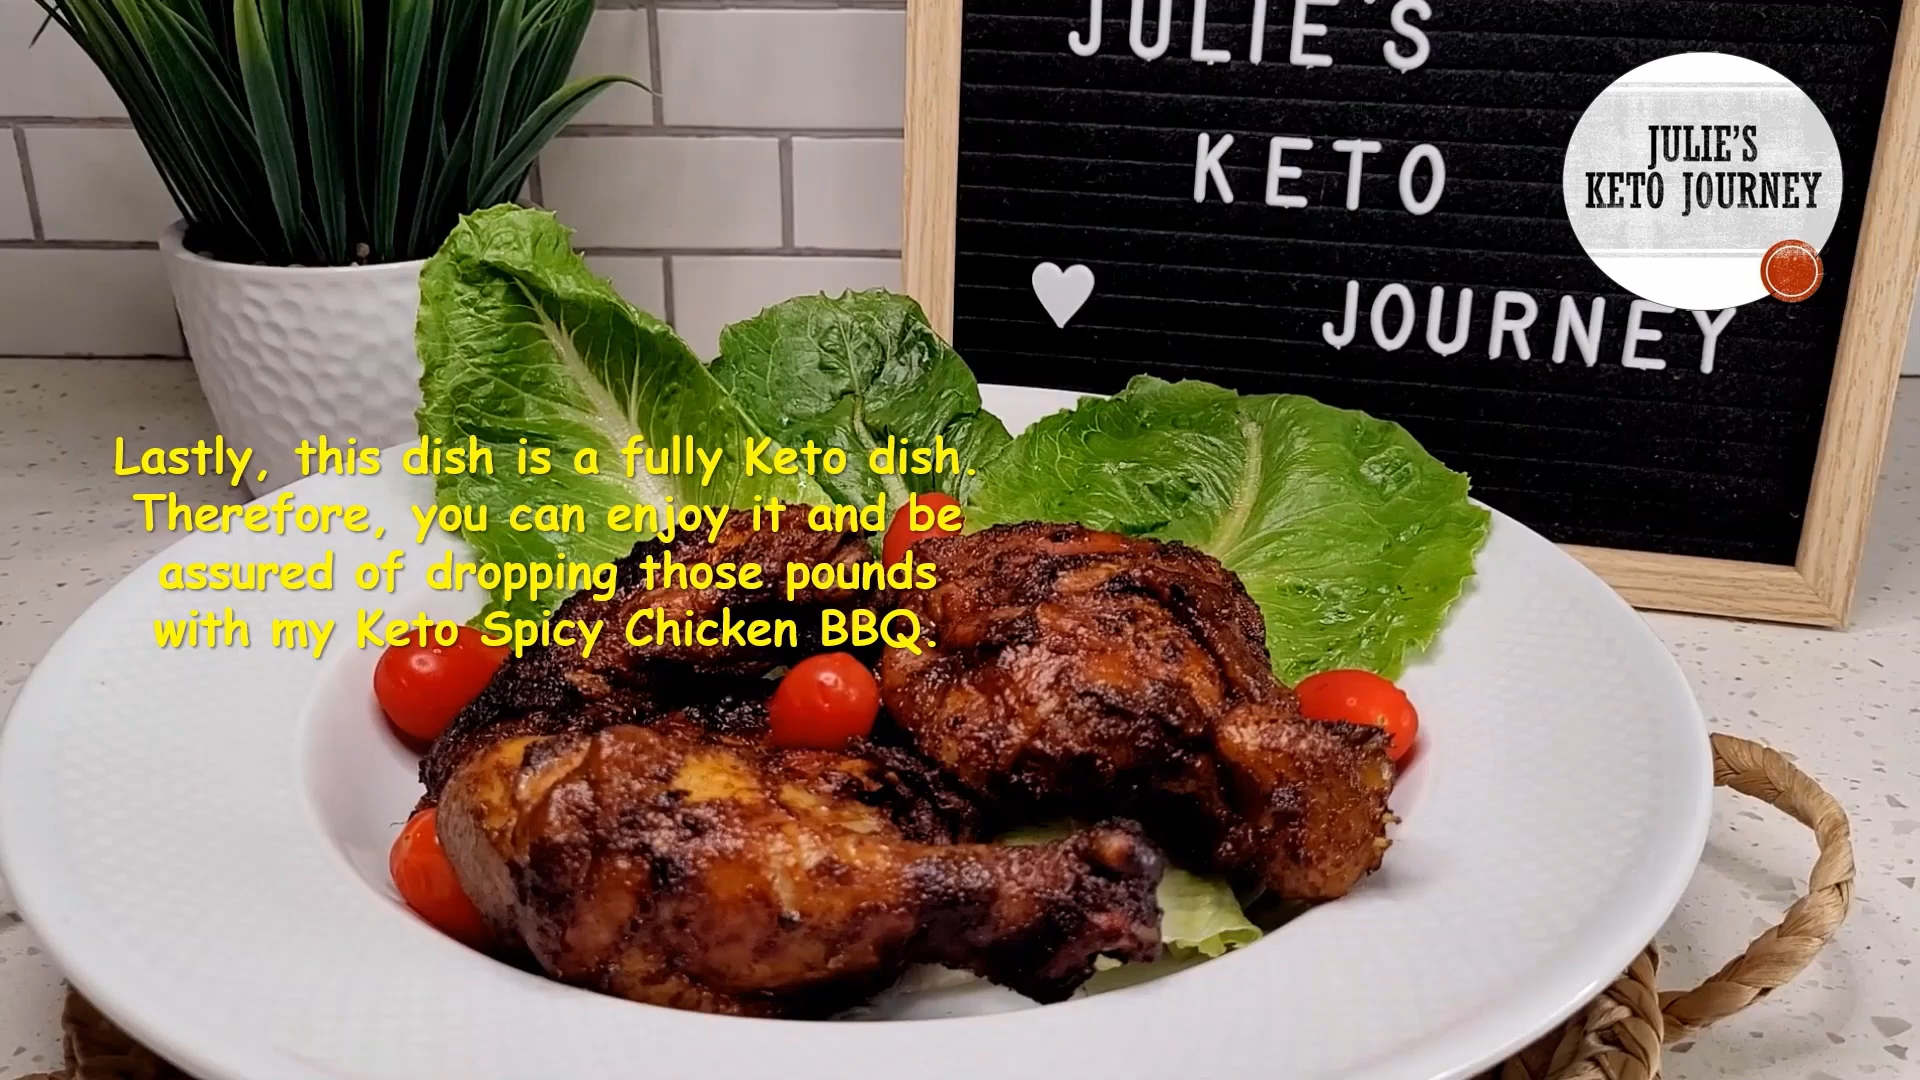 JULIE'S
KETO
JOURNEY
JULIE'S
KETO JOURNEY
Lastly, this dish is a fully Keto dish.
Therefore, you can enjoy it and be
assured of dropping those pounds
with my Keto Spicy Chicken BBQ.